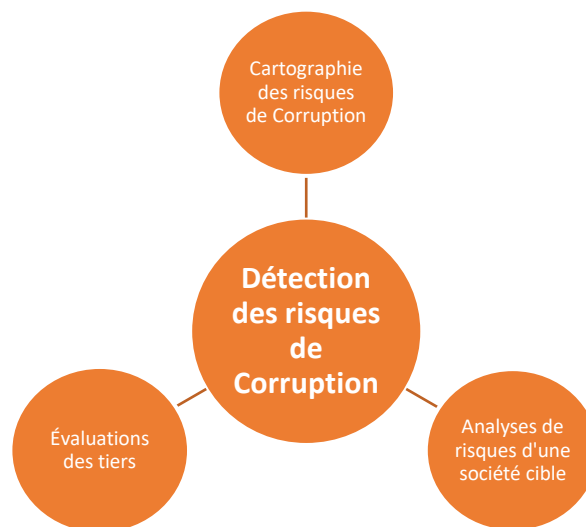 Cartographie
des risques
de Corruption
Détection
des risques
de
Corruption
Évaluations
des tiers
Analyses de
risques d'une
société cible